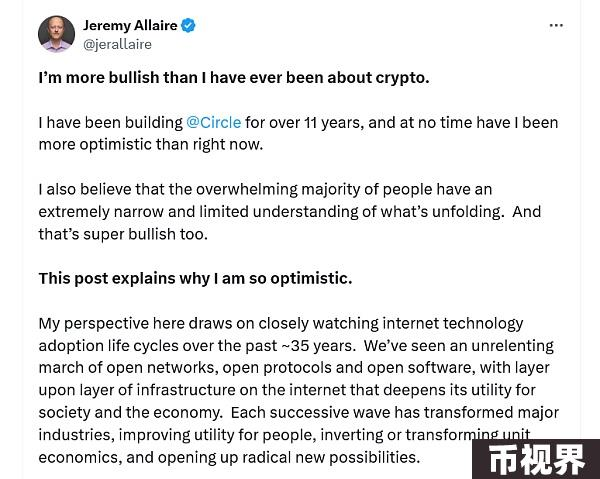 Jeremy Allaire
@jerallaire
I'm more bullish than I have ever been about crypto.
I have been building @Circle for over 11 years, and at no time have I been
more optimistic than right now.
I also believe that the overwhelming majority of people have an
extremely narrow and limited understanding of what's unfolding.  And
that's super bullish too.
This post explains why I am so optimistic.
My perspective here draws on closely watching internet technology
adoption life cycles over the past ~35 years.  We've seen an unrelenting
march of open networks, open protocols and open software, with layer
upon layer of infrastructure on the internet that deepens its utility for
society and the economy.  Each successive wave has transformed major
industries, improving utility for people, inverting or transforming unit
economics, and opening up radical new possibilities.
币视界